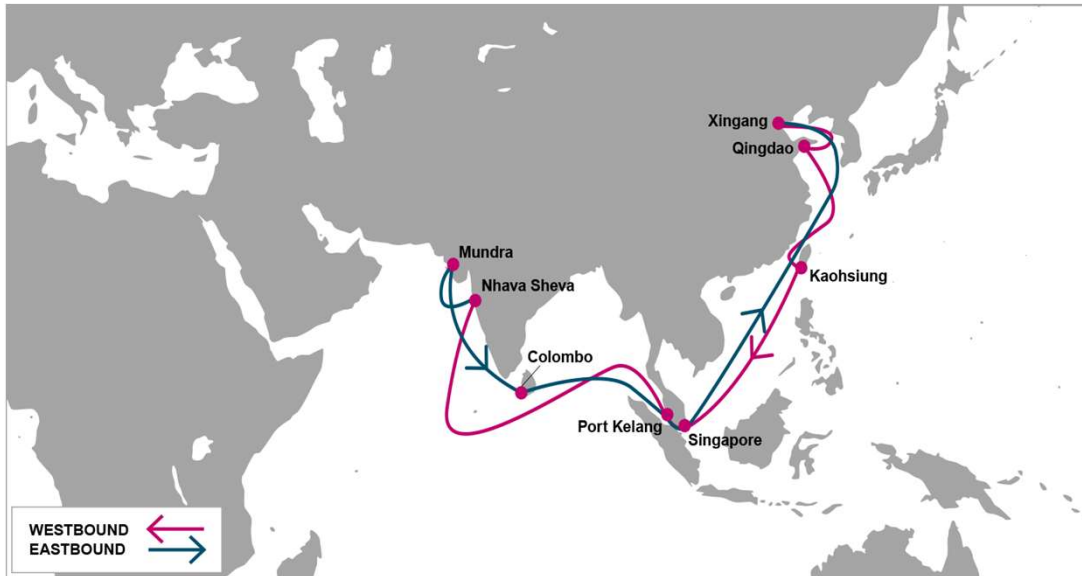 Xingang
Qingdao
Mundra
Nhava Sheva
Kaohsiung
Colombo
Port Kelang
Singapore
WESTBOUND
EASTBOUND